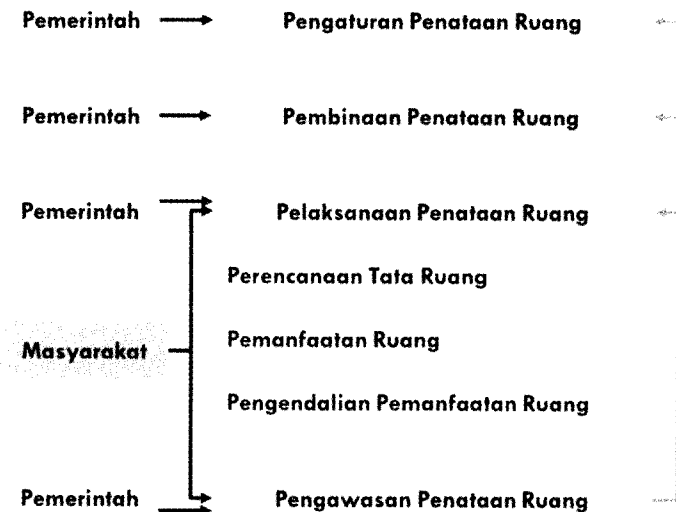 Pemerintah Pengaturan Penataan Ruang
Pemerintah Pembinaan Penataan Ruang
Pemerintah Pelaksanaan Penataan Ruang
Perencanaan Tata Ruang
Masyarakat Pemanfaatan Ruang
Pengendalian Pemanfaatan Ruang
Pemerintah Pengawasan Penataan Ruang